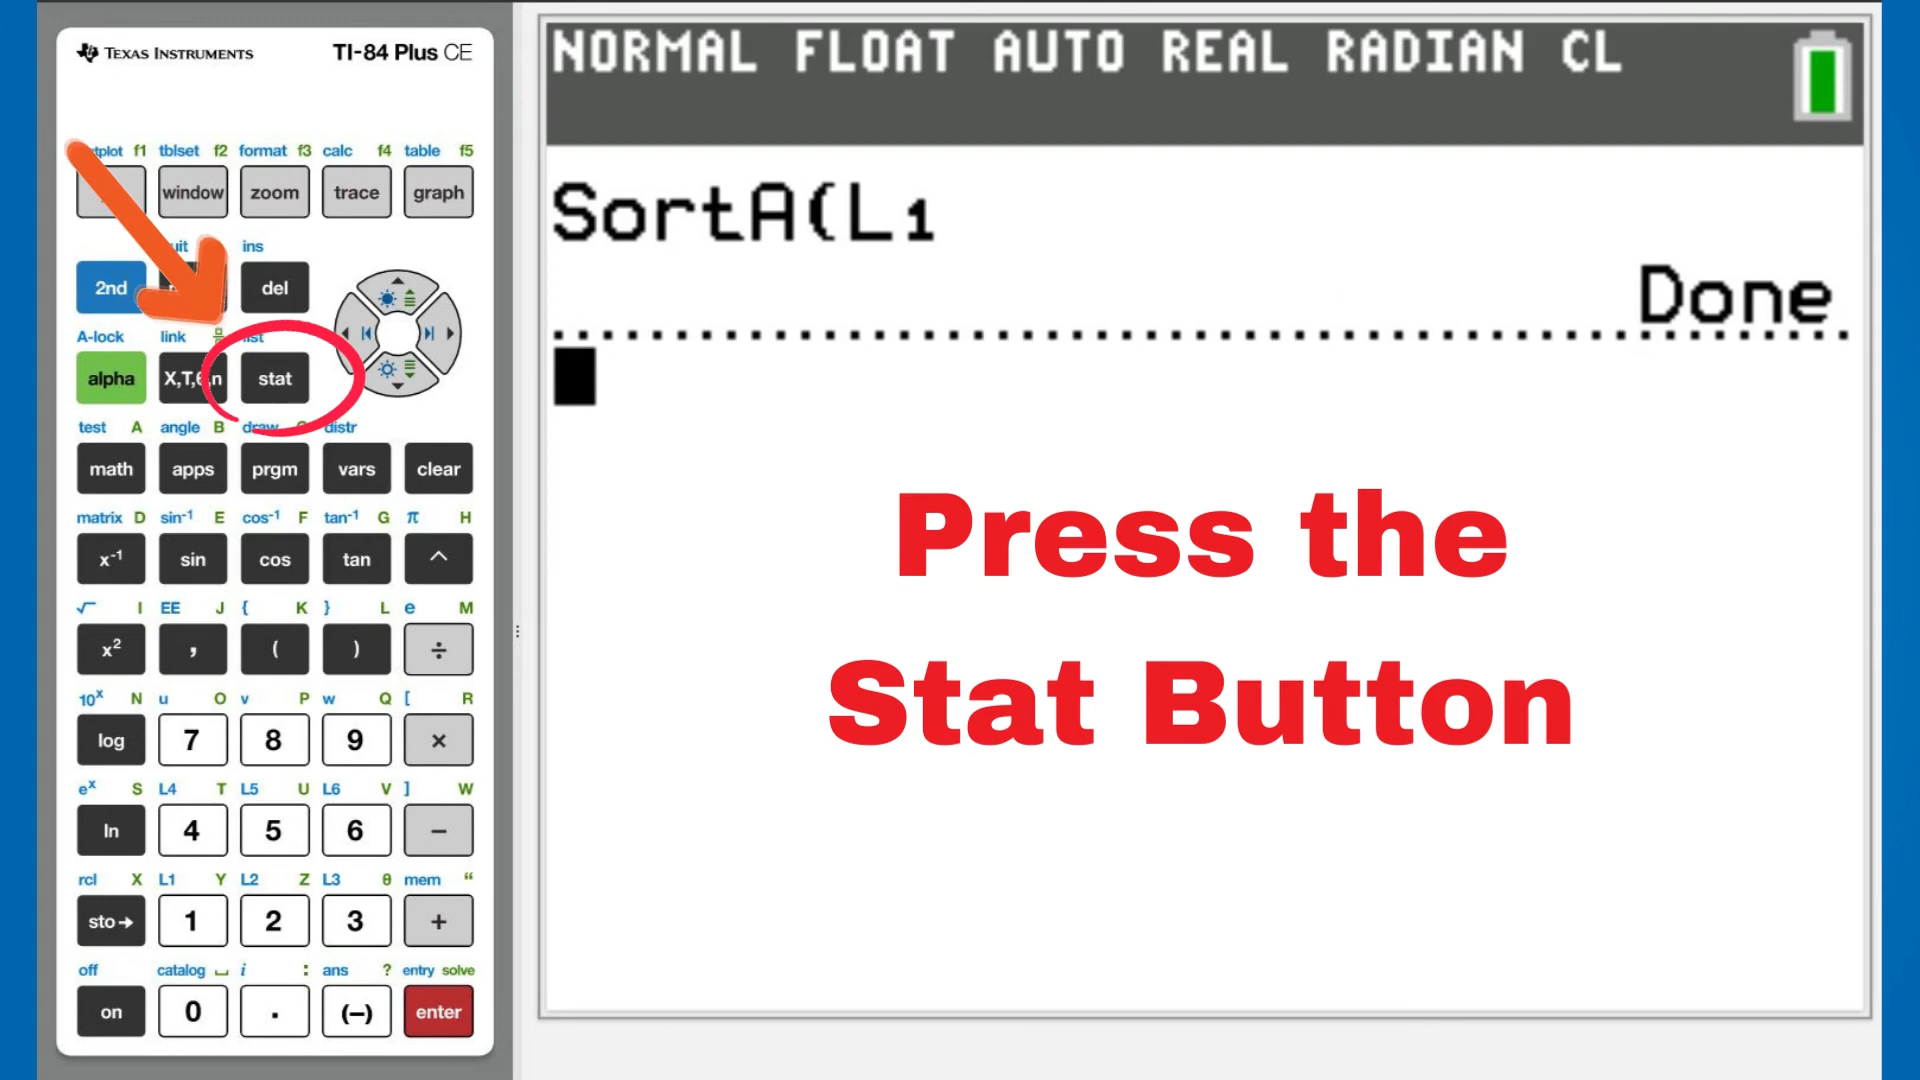 TEXAS INSTRUMENTS TI-84 Plus CE
f1 tblset f2 format f3 calc f4 table f5
window zoom trace graph
ins
2nd del
A-lock link
alpha stat
test A angle B draw distr
math apps prgm vars clear
matrix D sin⁻¹ E cos⁻¹ F tan⁻¹ G π H
x⁻¹ sin cos tan ^
√ I EE J { K } L e M
x² , ( ) ÷
10ˣ N u O v P w Q [ R
log 7 8 9 ×
eˣ S L4 T L5 U L6 V ] W
ln 4 5 6 −
rcl X L1 Y L2 Z L3 θ mem “
sto→ 1 2 3 +
off catalog ⎵ i : ans ? entry solve
on 0 . (−) enter
NORMAL FLOAT AUTO REAL RADIAN CL
SortA(L₁
Done
Press the
Stat Button